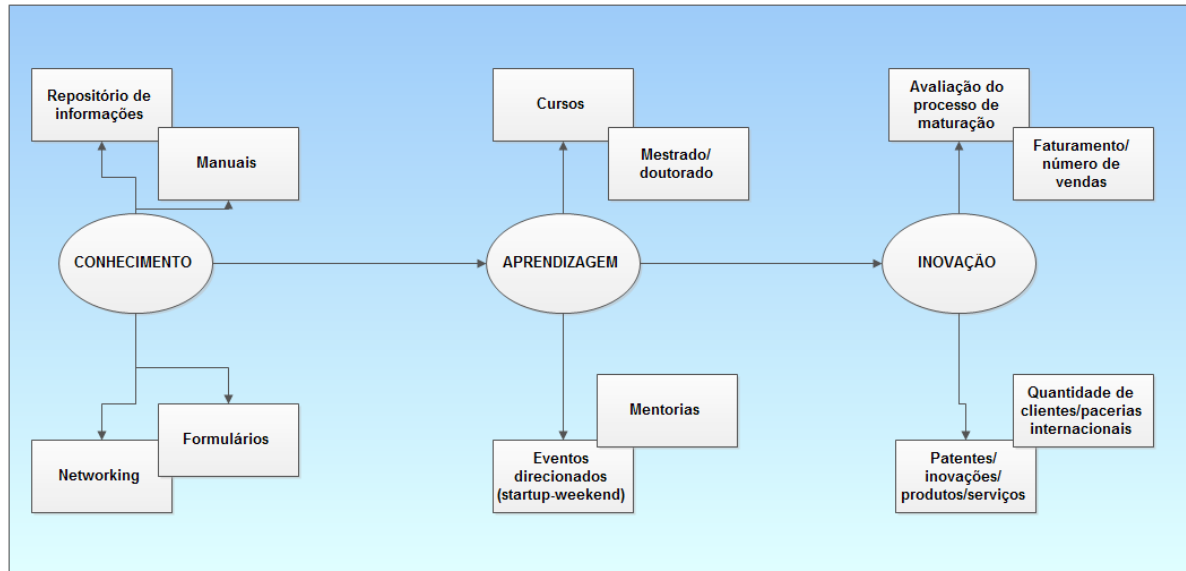 Repositório de
informações
Manuais
Cursos
Mestrado/
doutorado
Avaliação do
processo de
maturação
Faturamento/
número de
vendas
CONHECIMENTO
APRENDIZAGEM
INOVAÇÃO
Networking
Formulários
Mentorias
Eventos
direcionados
(startup-weekend)
Quantidade de
clientes/pacerias
internacionais
Patentes/
inovações/
produtos/serviços